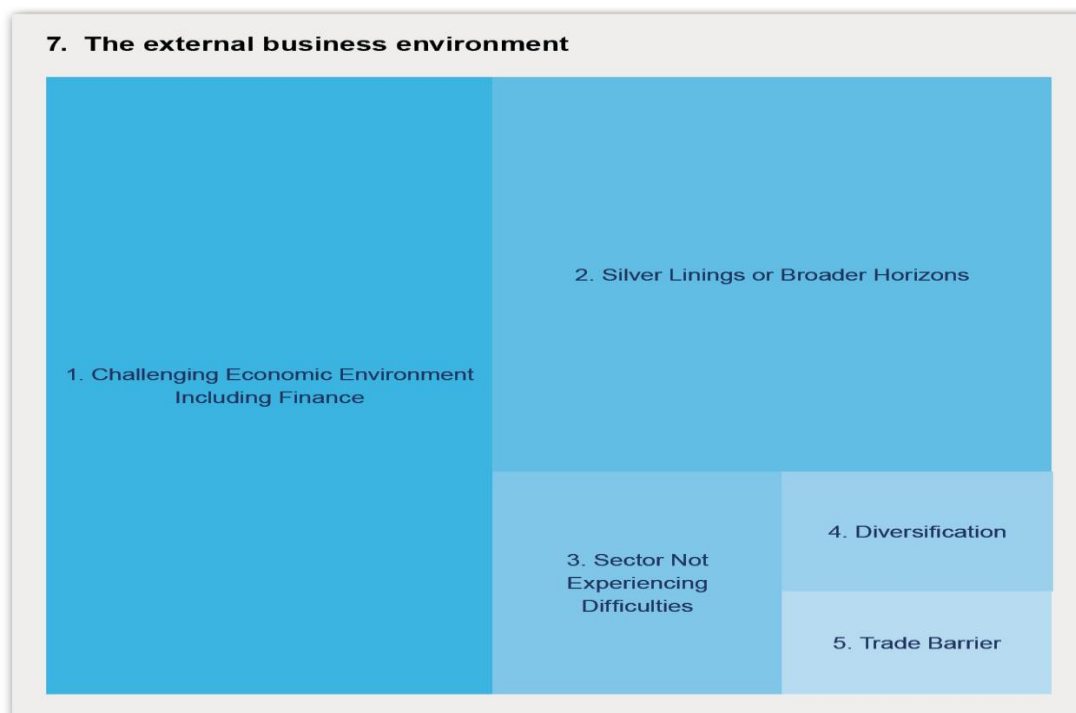 7. The external business environment
1. Challenging Economic Environment
Including Finance
2. Silver Linings or Broader Horizons
3. Sector Not
Experiencing
Difficulties
4. Diversification
5. Trade Barrier